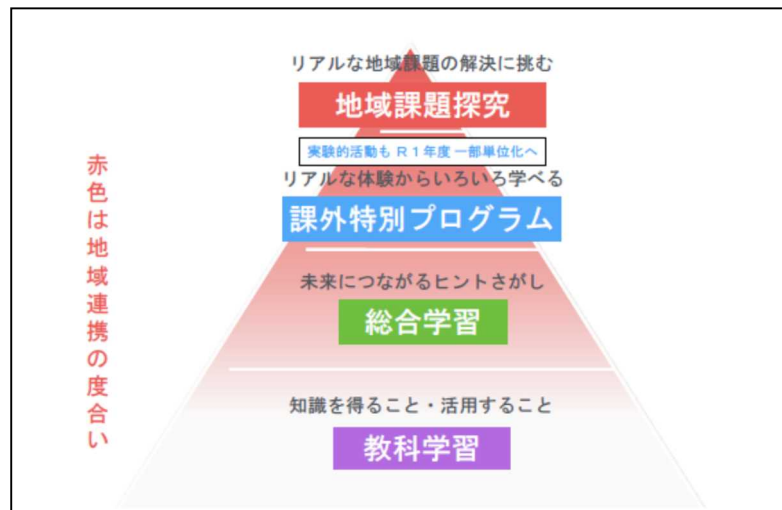 リアルな地域課題の解決に挑む
地域課題探究
実験的活動も R1年度 一部単位化へ
リアルな体験からいろいろ学べる
課外特別プログラム
未来につながるヒントさがし
総合学習
知識を得ること・活用すること
教科学習
赤色は地域連携の度合い